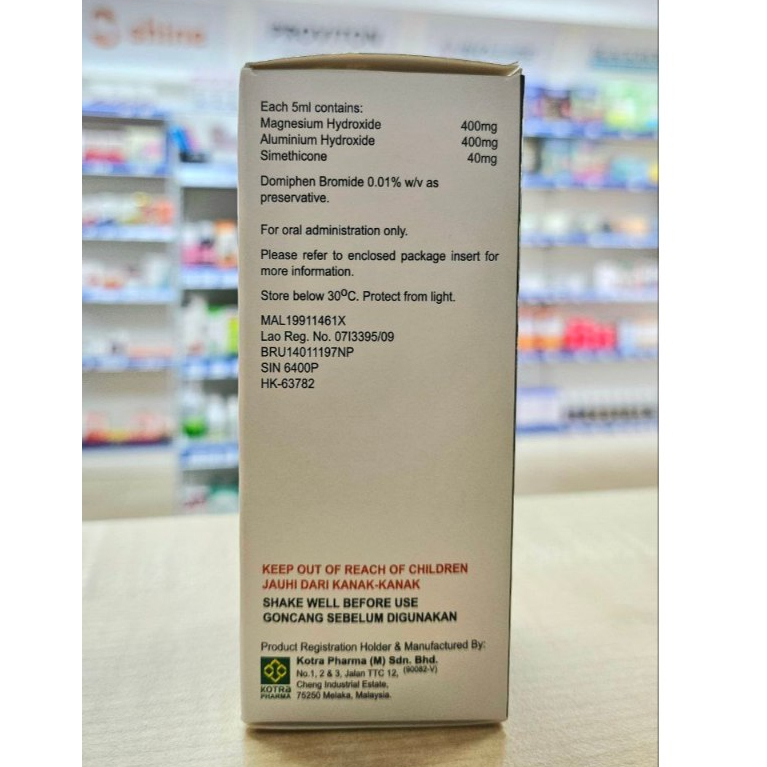 shine
PROVITON
Each 5ml contains:
Magnesium Hydroxide 400mg
Aluminium Hydroxide 400mg
Simethicone 40mg
Domiphen Bromide 0.01% w/v as
preservative.
For oral administration only.
Please refer to enclosed package insert for
more information.
Store below 30ºC. Protect from light.
MAL19911461X
Lao Reg. No. 07I3395/09
BRU14011197NP
SIN 6400P
HK-63782
KEEP OUT OF REACH OF CHILDREN
JAUHI DARI KANAK-KANAK
SHAKE WELL BEFORE USE
GONCANG SEBELUM DIGUNAKAN
Product Registration Holder & Manufactured By:
Kotra Pharma (M) Sdn. Bhd.
(90082-V)
No.1, 2 & 3, Jalan TTC 12,
Cheng Industrial Estate,
75250 Melaka, Malaysia.
KOTRA
PHARMA